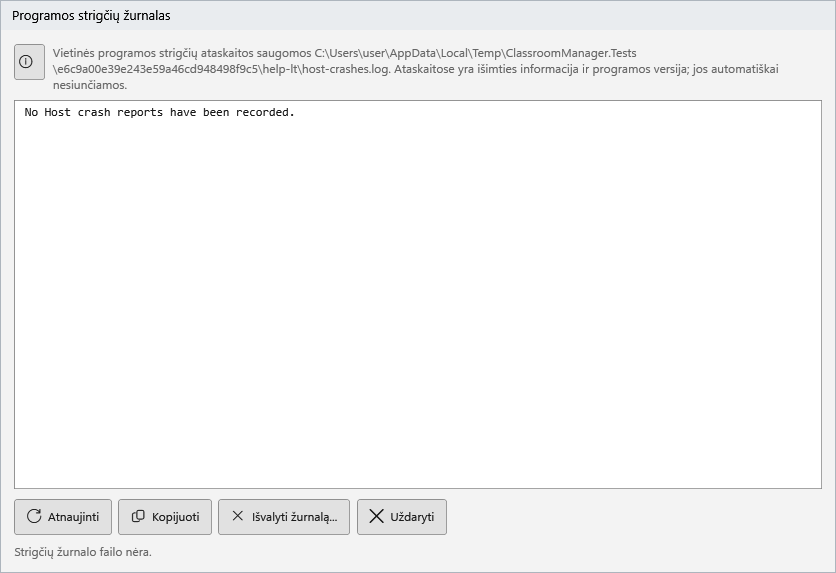 Programos strigčių žurnalas
Vietinės programos strigčių ataskaitos saugomos C:\Users\user\AppData\Local\Temp\ClassroomManager.Tests
\e6c9a00e39e243e59a46cd948498f9c5\help-lt\host-crashes.log. Ataskaitose yra išimties informacija ir programos versija; jos automatiškai
nesiunčiamos.
No Host crash reports have been recorded.
Atnaujinti
Kopijuoti
Išvalyti žurnalą...
Uždaryti
Strigčių žurnalo failo nėra.